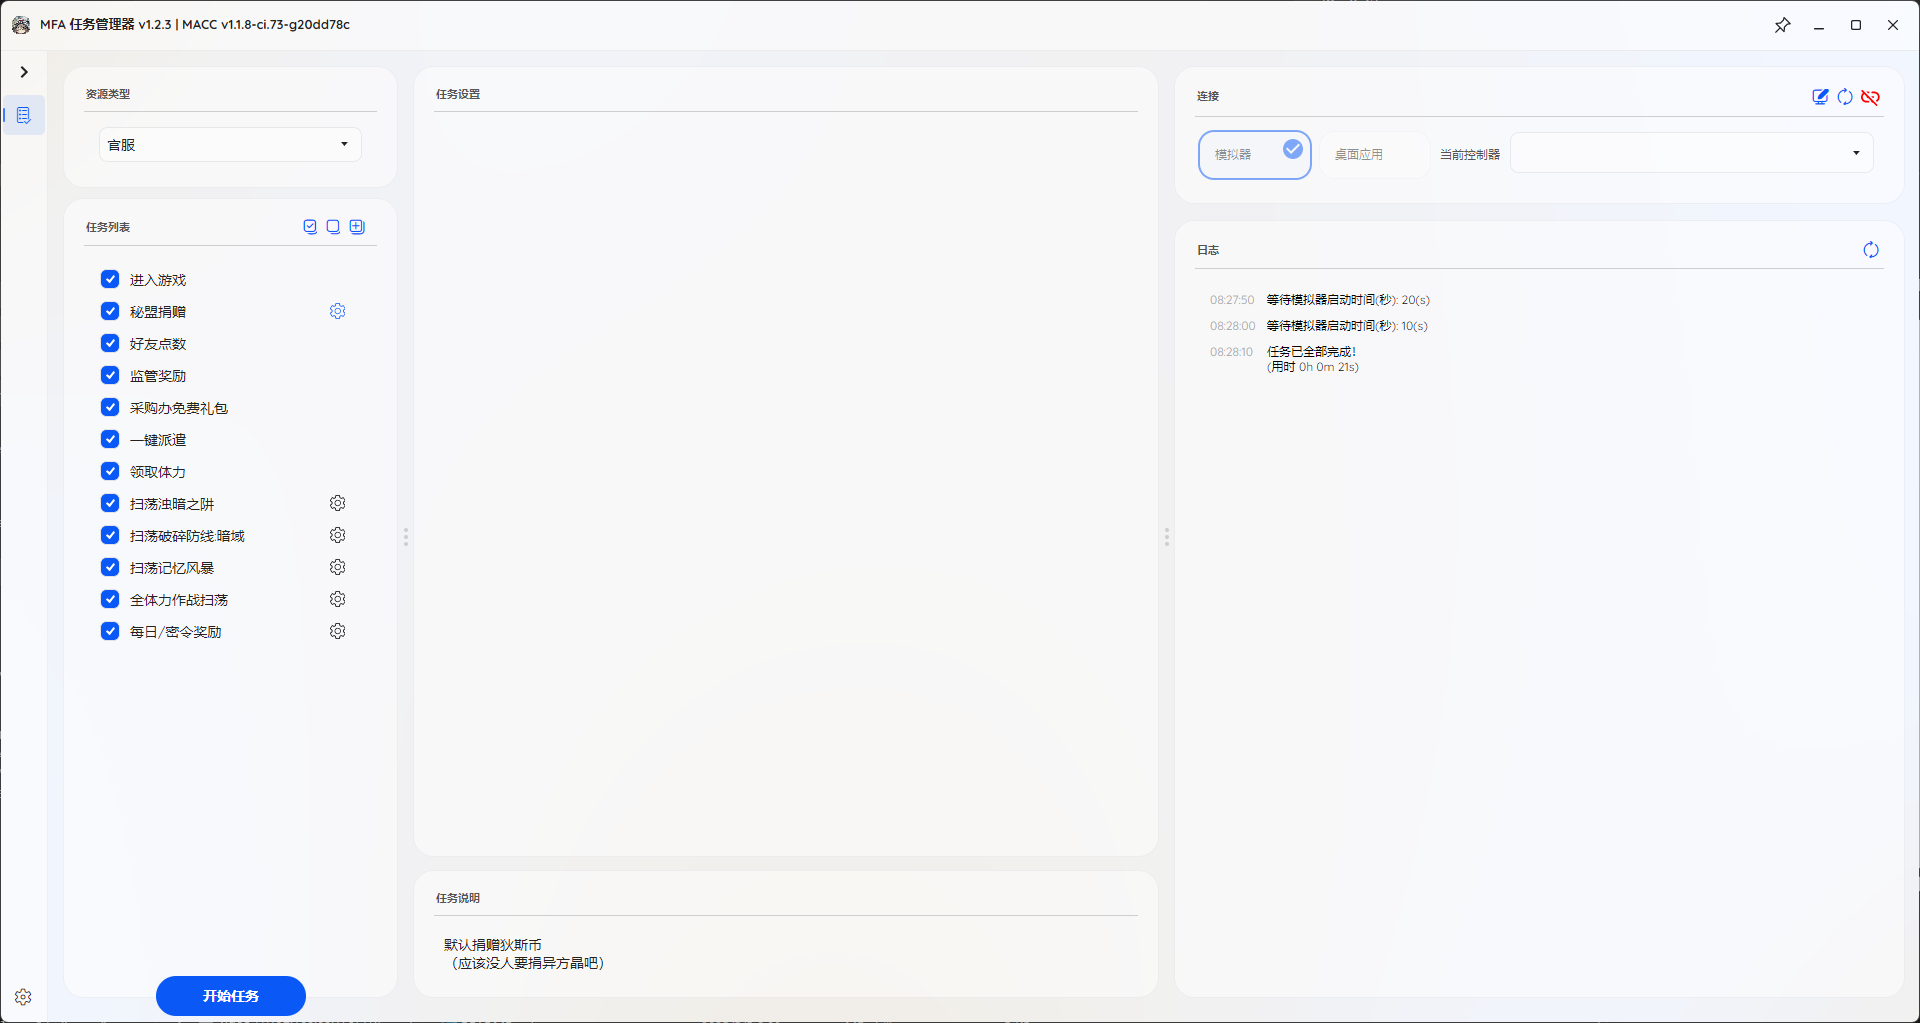 MFA 任务管理器 v1.2.3 | MACC v1.1.8-ci.73-g20dd78c
资源类型
官服
任务列表
进入游戏
秘盟捐赠
好友点数
监管奖励
采购办免费礼包
一键派遣
领取体力
扫荡浊暗之阱
扫荡破碎防线:暗域
扫荡记忆风暴
全体力作战扫荡
每日/密令奖励
开始任务
任务设置
任务说明
默认捐赠狄斯币
（应该没人要捐异方晶吧）
连接
模拟器
桌面应用
当前控制器
日志
08:27:50 等待模拟器启动时间(秒): 20(s)
08:28:00 等待模拟器启动时间(秒): 10(s)
08:28:10 任务已全部完成!
(用时 0h 0m 21s)